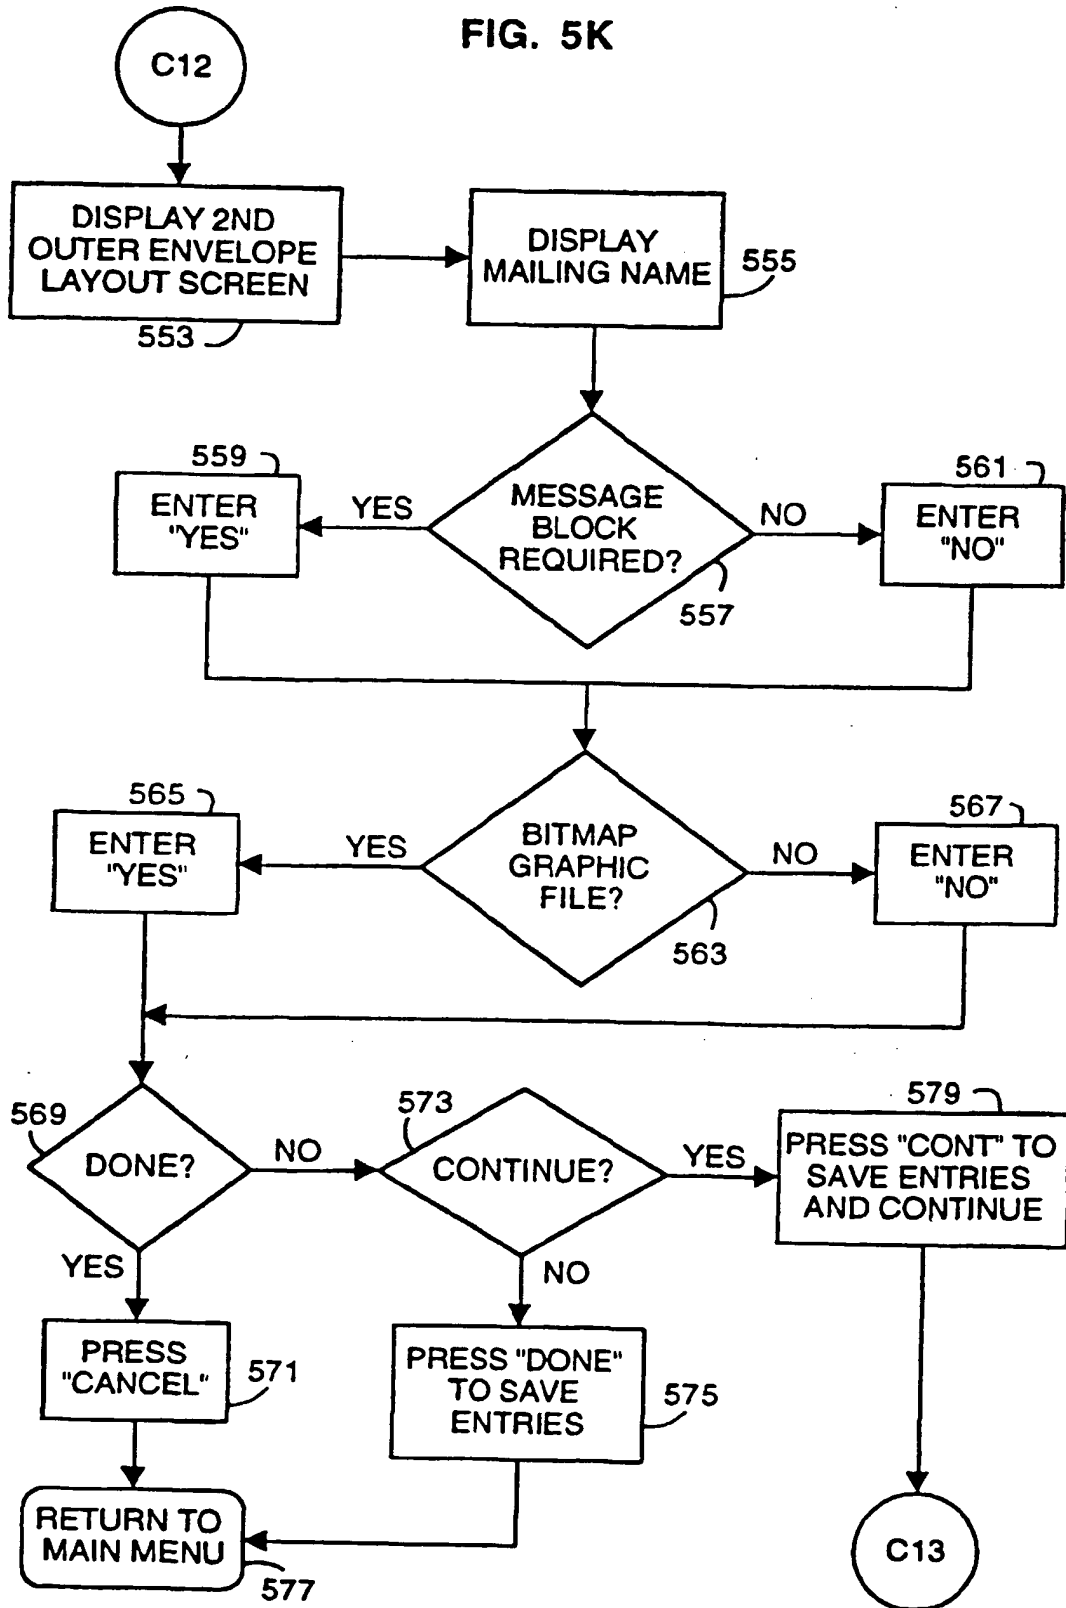 FIG. 5K
C12
DISPLAY 2ND
OUTER ENVELOPE
LAYOUT SCREEN
553
DISPLAY
MAILING NAME
555
MESSAGE
BLOCK
REQUIRED?
557
YES
NO
559
ENTER
"YES"
561
ENTER
"NO"
BITMAP
GRAPHIC
FILE?
563
YES
NO
565
ENTER
"YES"
567
ENTER
"NO"
569
DONE?
NO
YES
573
CONTINUE?
YES
NO
579
PRESS "CONT" TO
SAVE ENTRIES
AND CONTINUE
PRESS
"CANCEL"
571
PRESS "DONE"
TO SAVE
ENTRIES
575
RETURN TO
MAIN MENU
577
C13